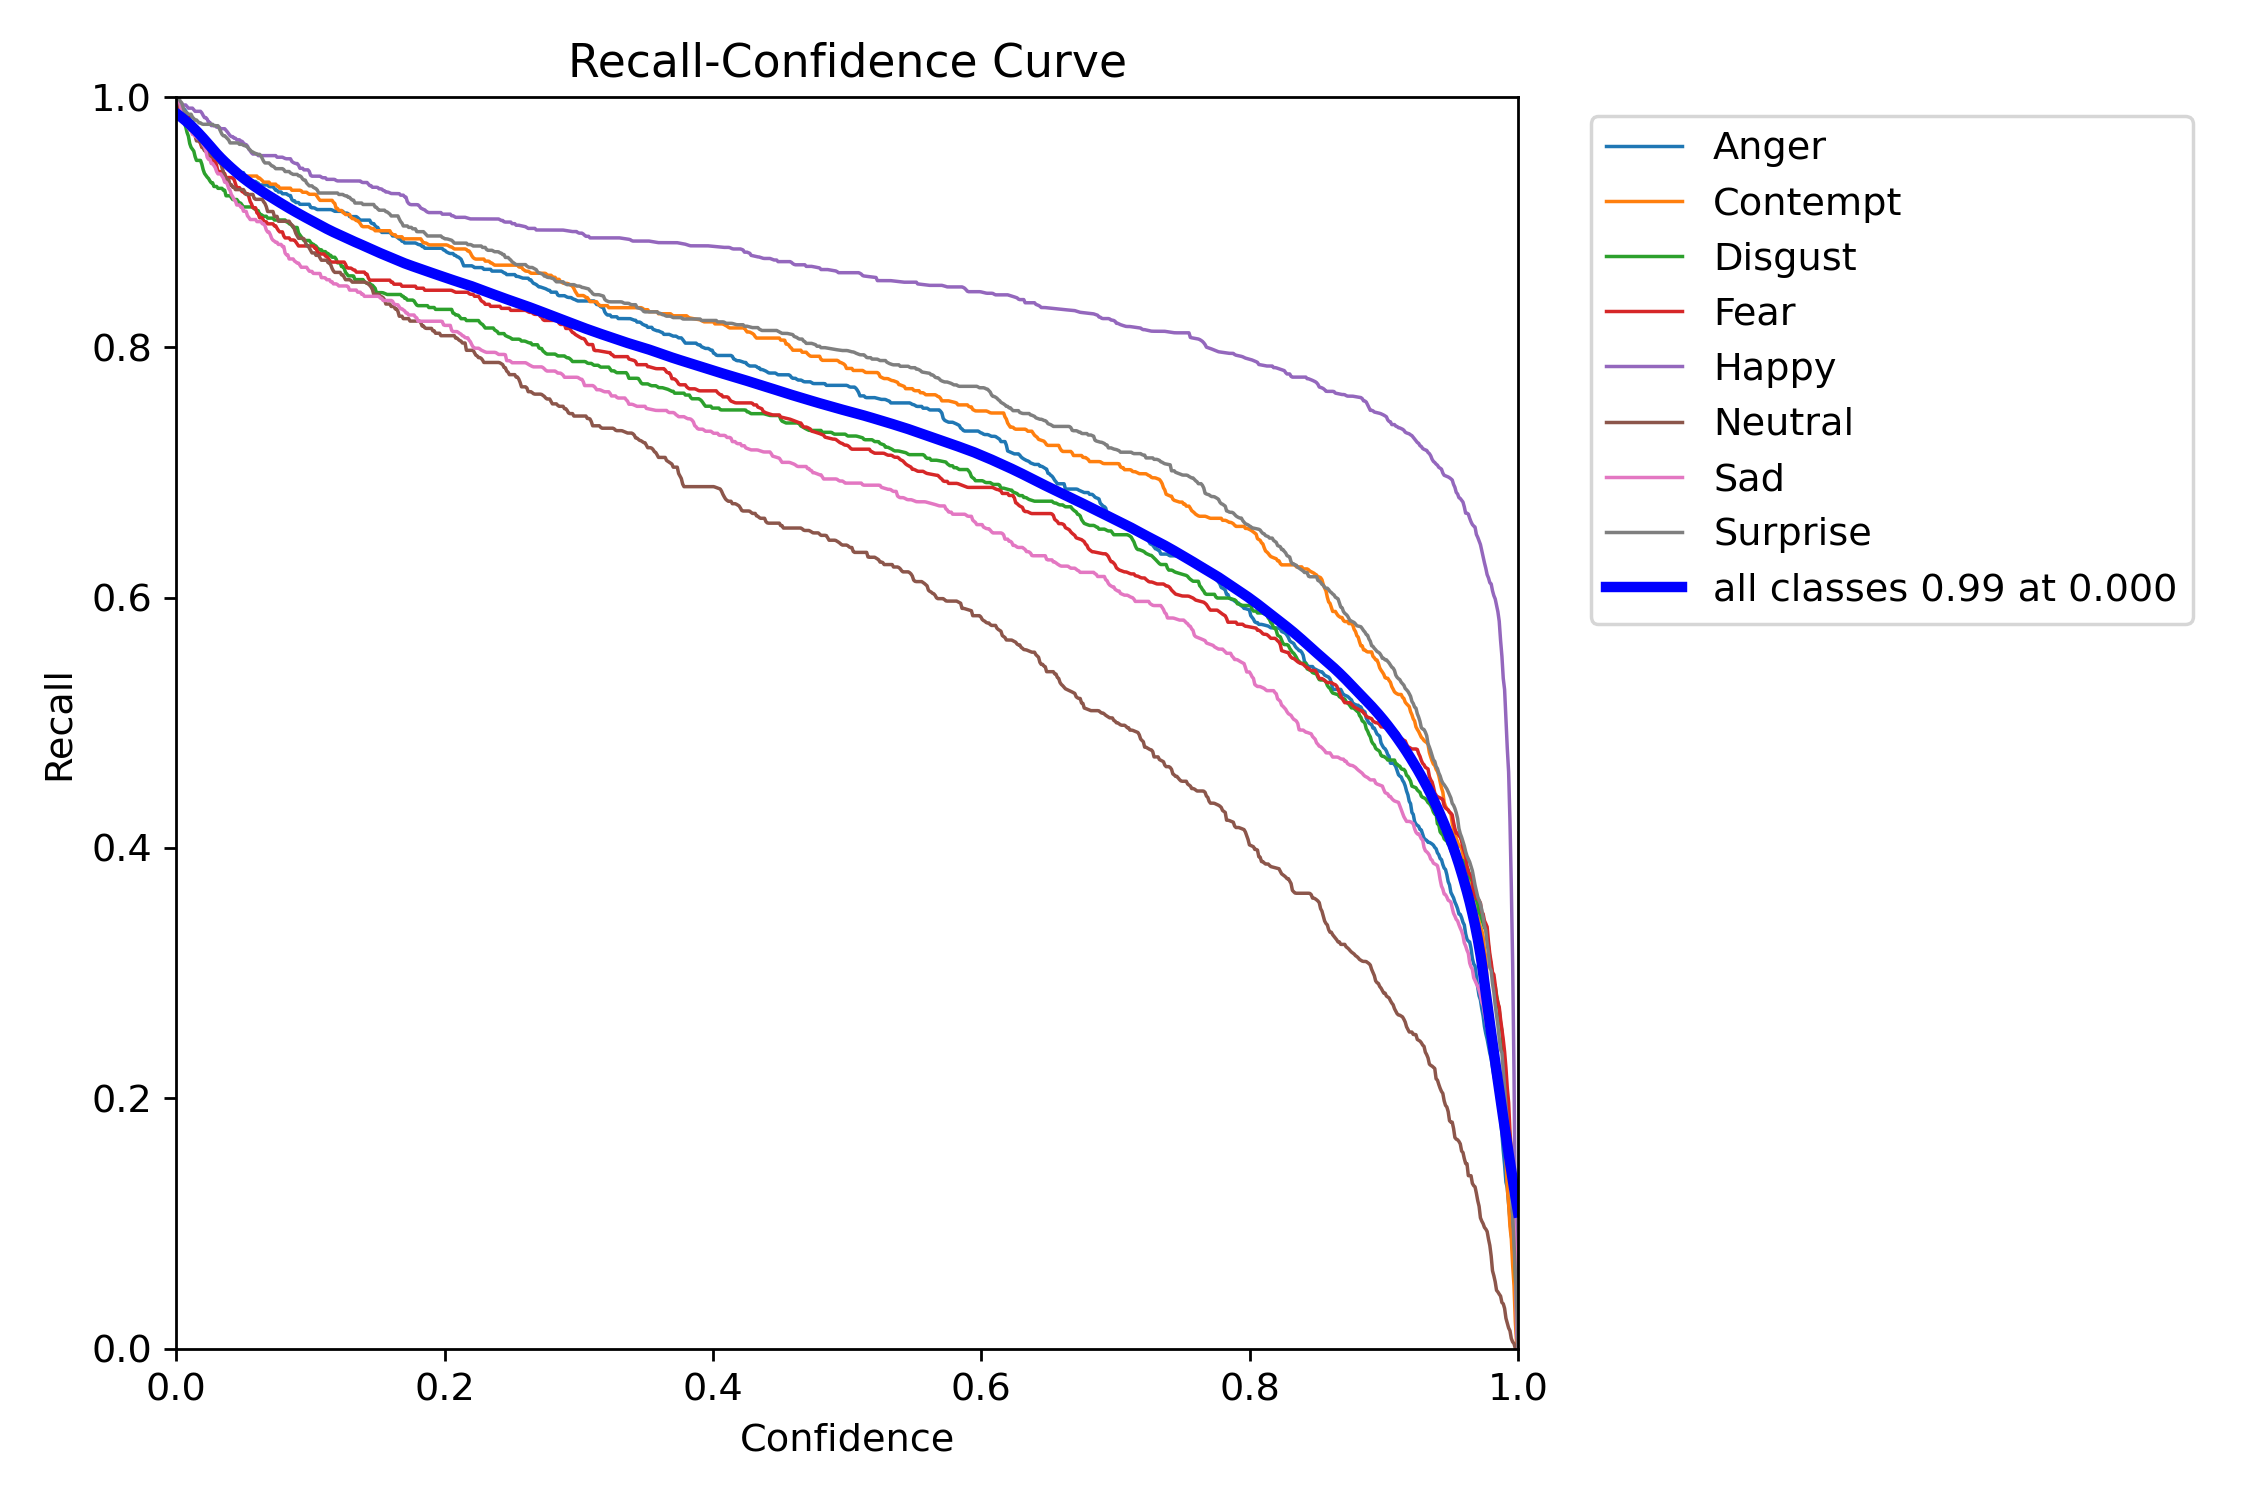 Recall-Confidence Curve
1.0
0.8
0.6
0.4
0.2
0.0
Recall
0.0 0.2 0.4 0.6 0.8 1.0
Confidence
Anger
Contempt
Disgust
Fear
Happy
Neutral
Sad
Surprise
all classes 0.99 at 0.000